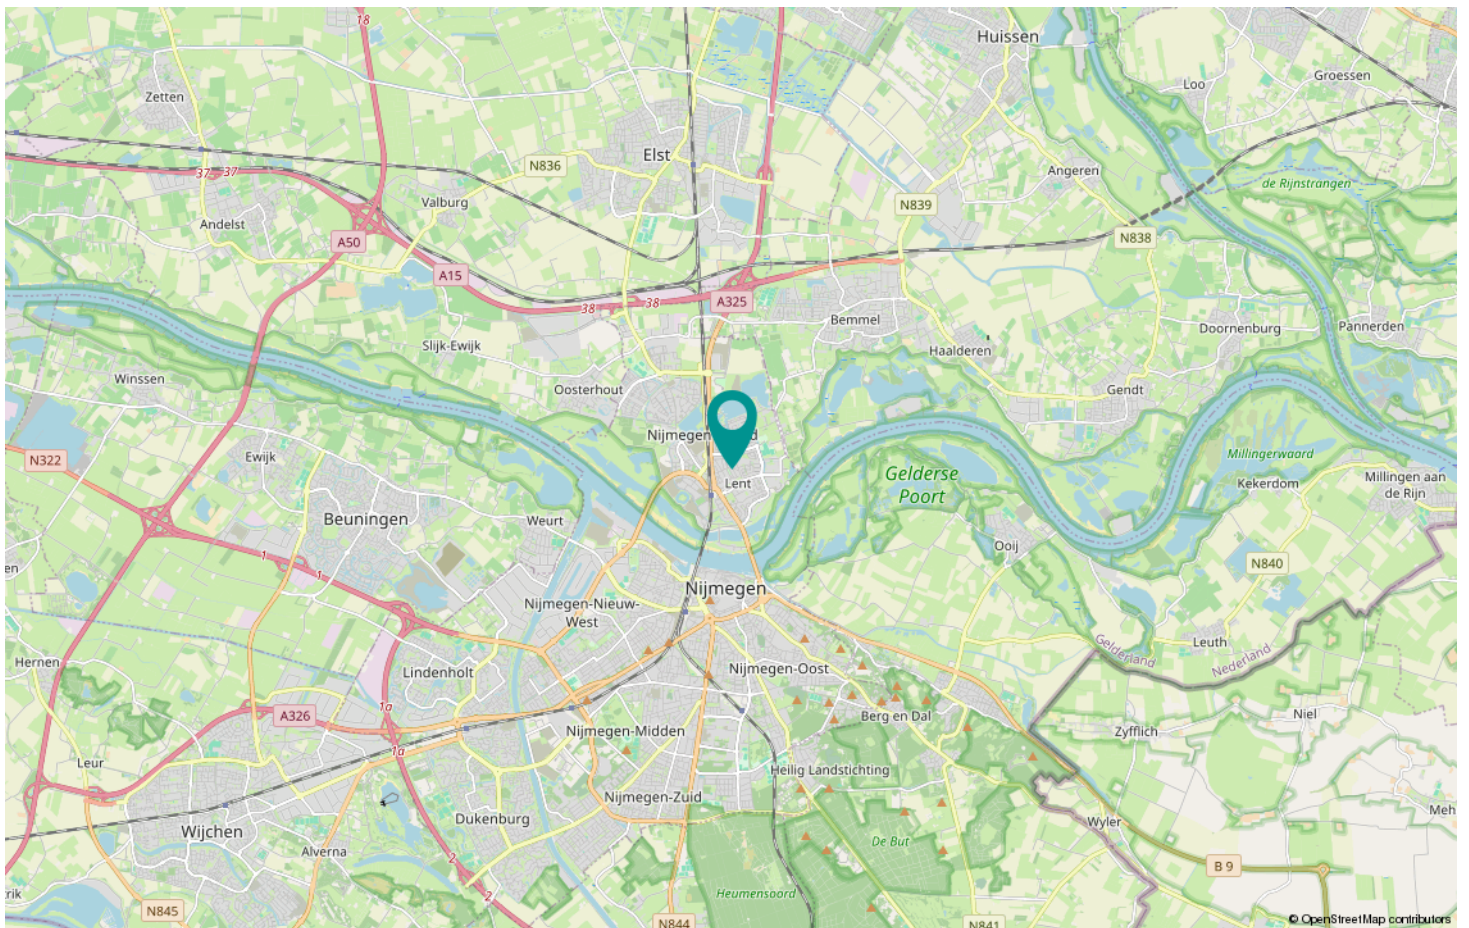 18
Huissen
Groessen
Loo
Zetten
Elst
N836
37
37
Angeren
de Rijnstrangen
Valburg
N839
Andelst
A50
N838
A15
38
38
A325
Bemmel
Doornenburg
Pannerden
Slijk-Ewijk
Haalderen
Winssen
Oosterhout
Gendt
Lent
N322
Ewijk
Gelderse
Poort
Millingerwaard
Kekerdom
Millingen aan
de Rijn
Beuningen
Weurt
Ooij
1
1
N840
Nijmegen
Nijmegen-Nieuw-
West
Leuth
Gelderland
Nederland
Hernen
Lindenholt
Nijmegen-Oost
1a
A326
Berg en Dal
Niel
Zyfflich
Nijmegen-Midden
1a
Leur
Heilig Landstichting
Nijmegen-Zuid
Wijchen
Dukenburg
Wyler
Meh
De But
Alverna
2
B 9
2
Heumensoord
N845
N844
N841
© OpenStreetMap contributors